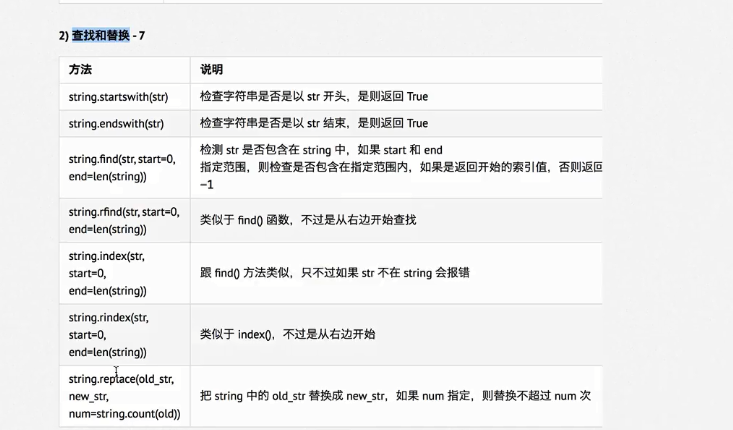 2) 查找和替换 - 7
方法 说明
string.startswith(str) 检查字符串是否是以 str 开头，是则返回 True
string.endswith(str) 检查字符串是否是以 str 结束，是则返回 True
string.find(str, start=0,
end=len(string))
检测 str 是否包含在 string 中，如果 start 和 end
指定范围，则检查是否包含在指定范围内，如果是返回开始的索引值，否则返回
−1
string.rfind(str, start=0,
end=len(string))
类似于 find() 函数，不过是从右边开始查找
string.index(str,
start=0,
end=len(string))
跟 find() 方法类似，只不过如果 str 不在 string 会报错
string.rindex(str,
start=0,
end=len(string))
类似于 index()，不过是从右边开始
string.replace(old_str,
new_str,
num=string.count(old))
把 string 中的 old_str 替换成 new_str，如果 num 指定，则替换不超过 num 次